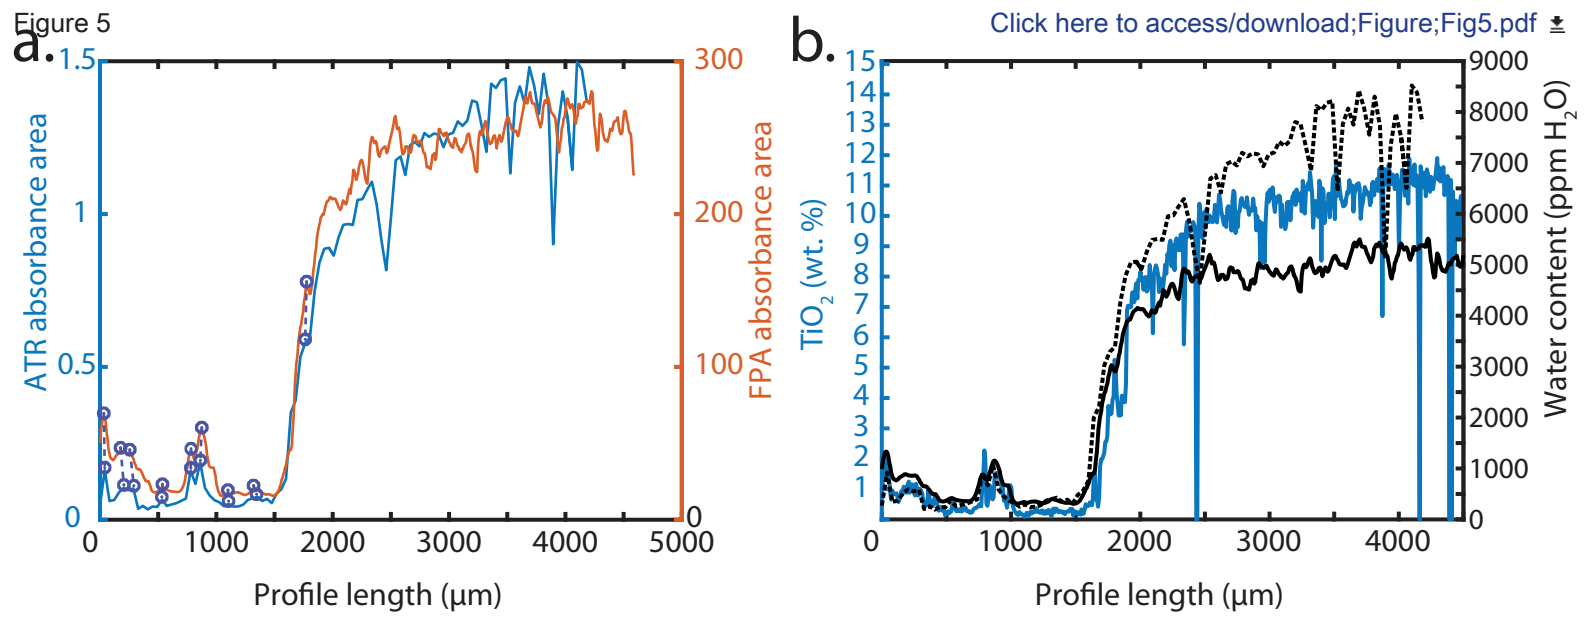 Figure 5
Click here to access/download;Figure;Fig5.pdf
a.
1.5
1
0.5
0
ATR absorbance area
300
200
100
0
FPA absorbance area
0 1000 2000 3000 4000 5000
Profile length (µm)
b.
15
14
13
12
11
10
9
8
7
6
5
4
3
2
1
TiO2 (wt. %)
9000
8000
7000
6000
5000
4000
3000
2000
1000
0
Water content (ppm H2O)
0 1000 2000 3000 4000
Profile length (µm)